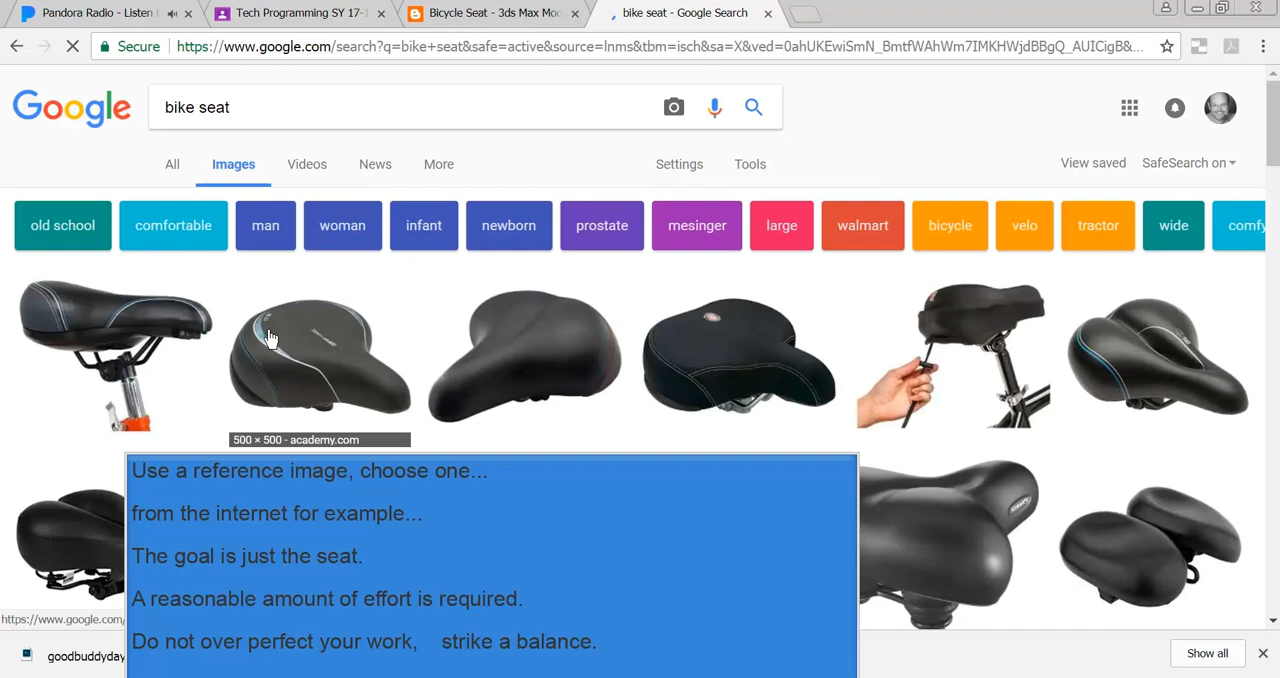 Pandora Radio - Listen
Tech Programming SY 17-1
Bicycle Seat - 3ds Max Mod
bike seat - Google Search
Secure https://www.google.com/search?q=bike+seat&safe=active&source=lnms&tbm=isch&sa=X&ved=0ahUKEwiSmN_BmtfWAhWm7IMKHWjdBBgQ_AUICigB&...
Google
bike seat
All Images Videos News More Settings Tools View saved SafeSearch on
old school comfortable man woman infant newborn prostate mesinger large walmart bicycle velo tractor wide comfy
500 × 500 - academy.com
Use a reference image, choose one...
from the internet for example...
The goal is just the seat.
A reasonable amount of effort is required.
Do not over perfect your work, strike a balance.
https://www.google.com/
goodbuddyday
Show all